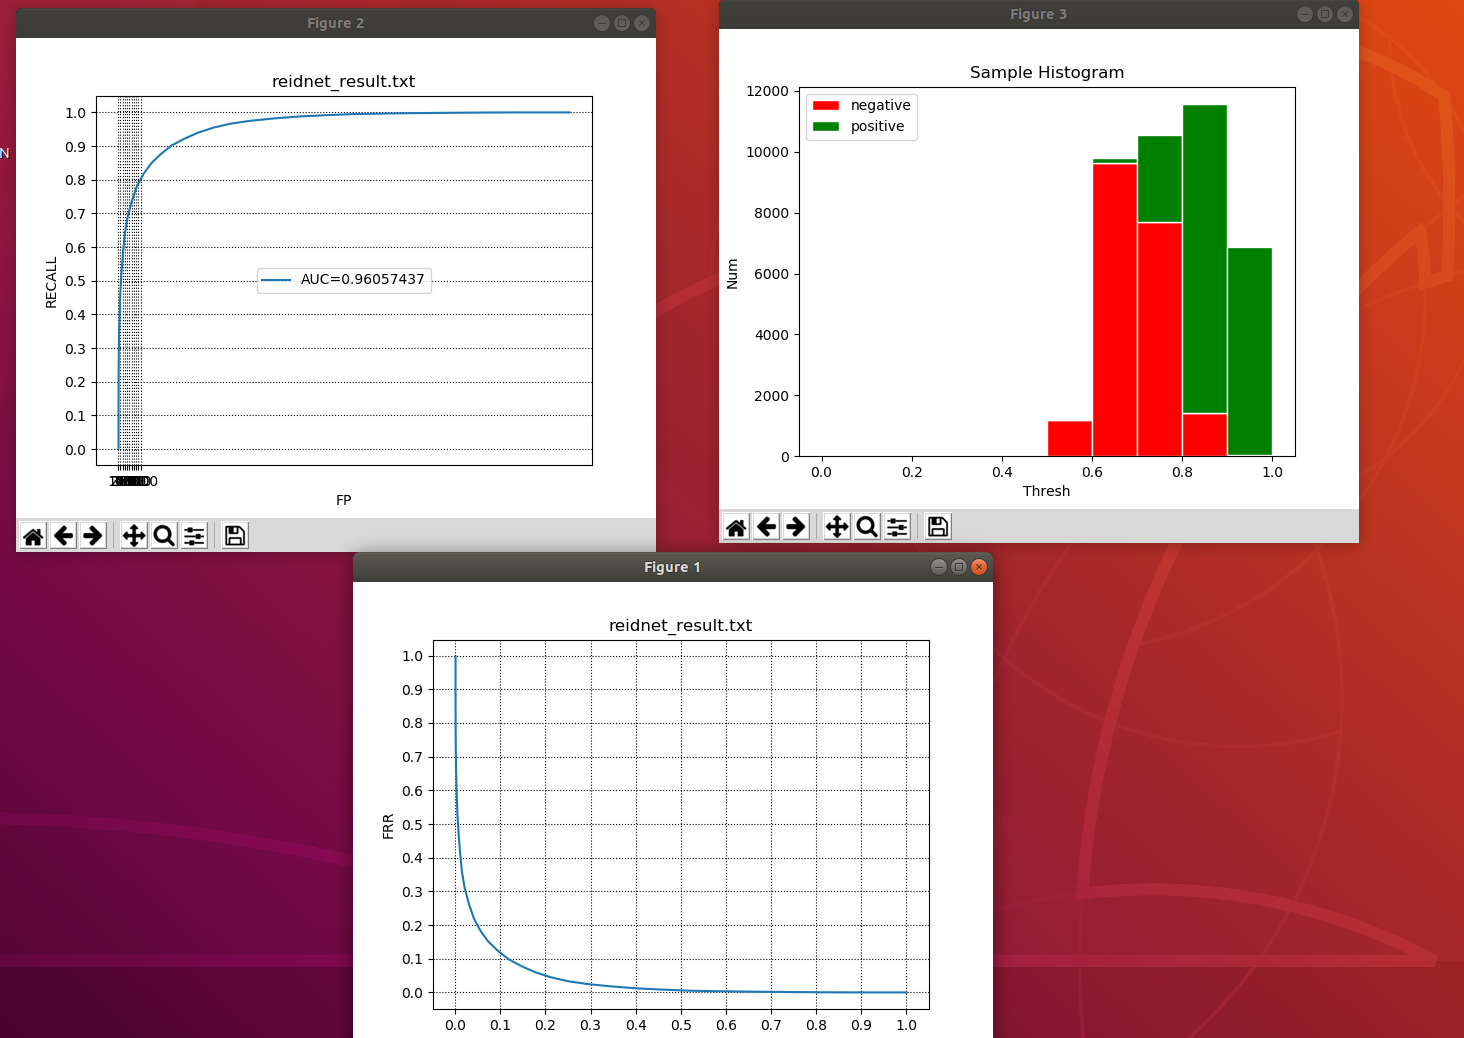 Figure 2
reidnet_result.txt
1.0
0.9
0.8
0.7
0.6
0.5
0.4
0.3
0.2
0.1
0.0
RECALL
AUC=0.96057437
FP
N
Figure 3
Sample Histogram
negative
positive
12000
10000
8000
6000
4000
2000
0
Num
0.0 0.2 0.4 0.6 0.8 1.0
Thresh
Figure 1
reidnet_result.txt
1.0
0.9
0.8
0.7
0.6
0.5
0.4
0.3
0.2
0.1
0.0
FRR
0.0 0.1 0.2 0.3 0.4 0.5 0.6 0.7 0.8 0.9 1.0